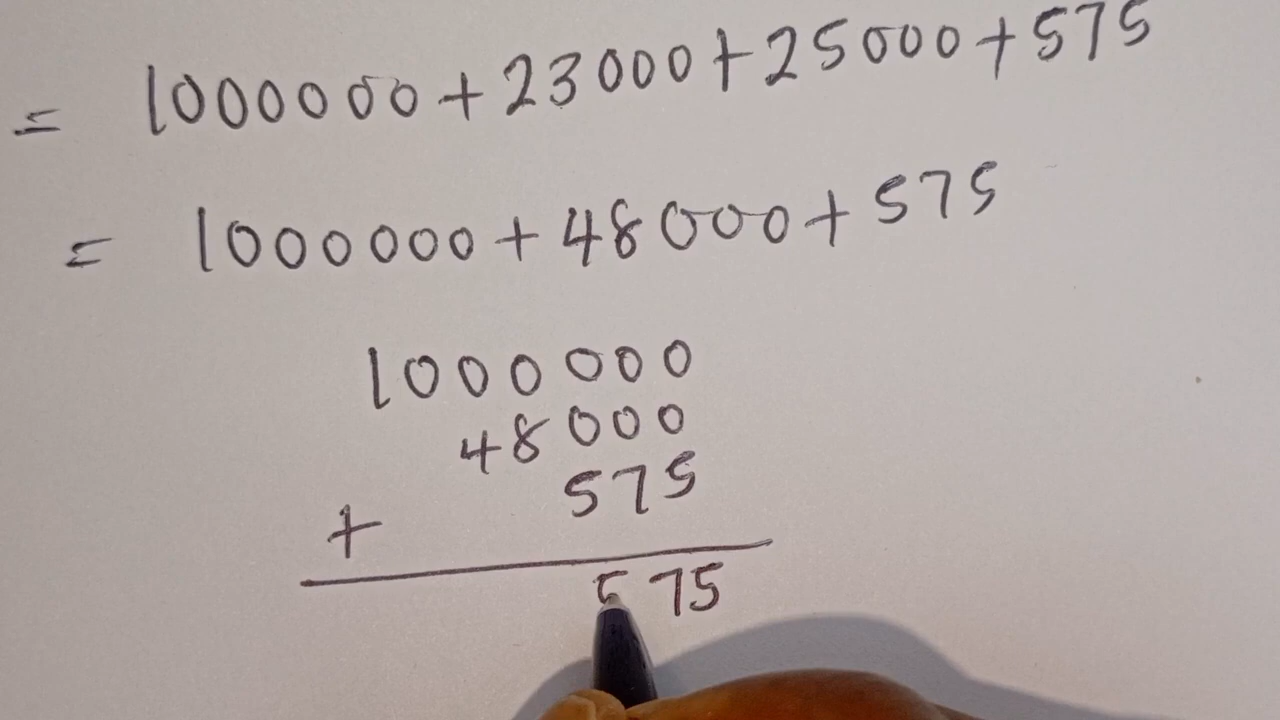 = 1000000 + 23000 + 25000 + 575
= 1000000 + 48000 + 575
1000000
48000
575
+
575